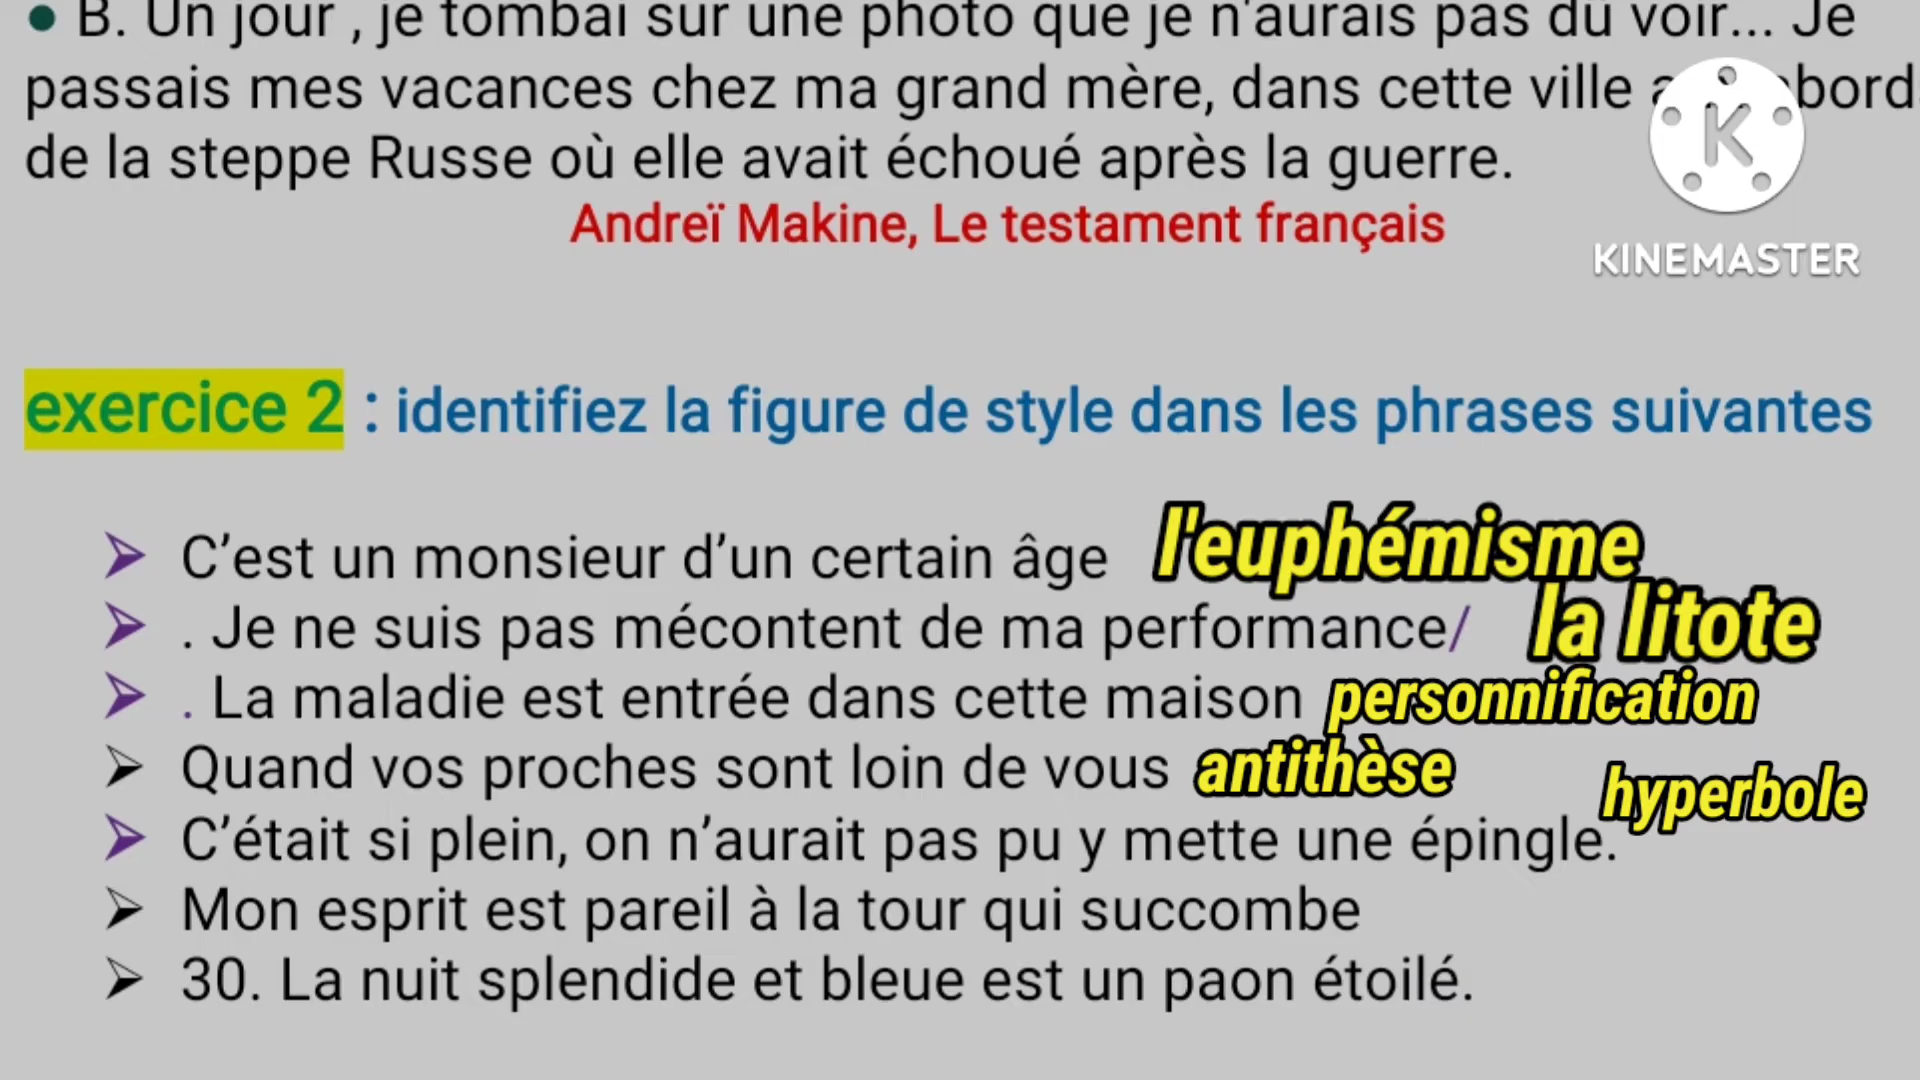 B. Un jour , je tombai sur une photo que je n'aurais pas dû voir... Je
passais mes vacances chez ma grand mère, dans cette ville bord
de la steppe Russe où elle avait échoué après la guerre.
Andreï Makine, Le testament français
K
KINEMASTER
exercice 2 : identifiez la figure de style dans les phrases suivantes
C'est un monsieur d'un certain âge l'euphémisme
. Je ne suis pas mécontent de ma performance/ la litote
. La maladie est entrée dans cette maison personnification
Quand vos proches sont loin de vous antithèse
hyperbole
C'était si plein, on n'aurait pas pu y mette une épingle.
Mon esprit est pareil à la tour qui succombe
30. La nuit splendide et bleue est un paon étoilé.